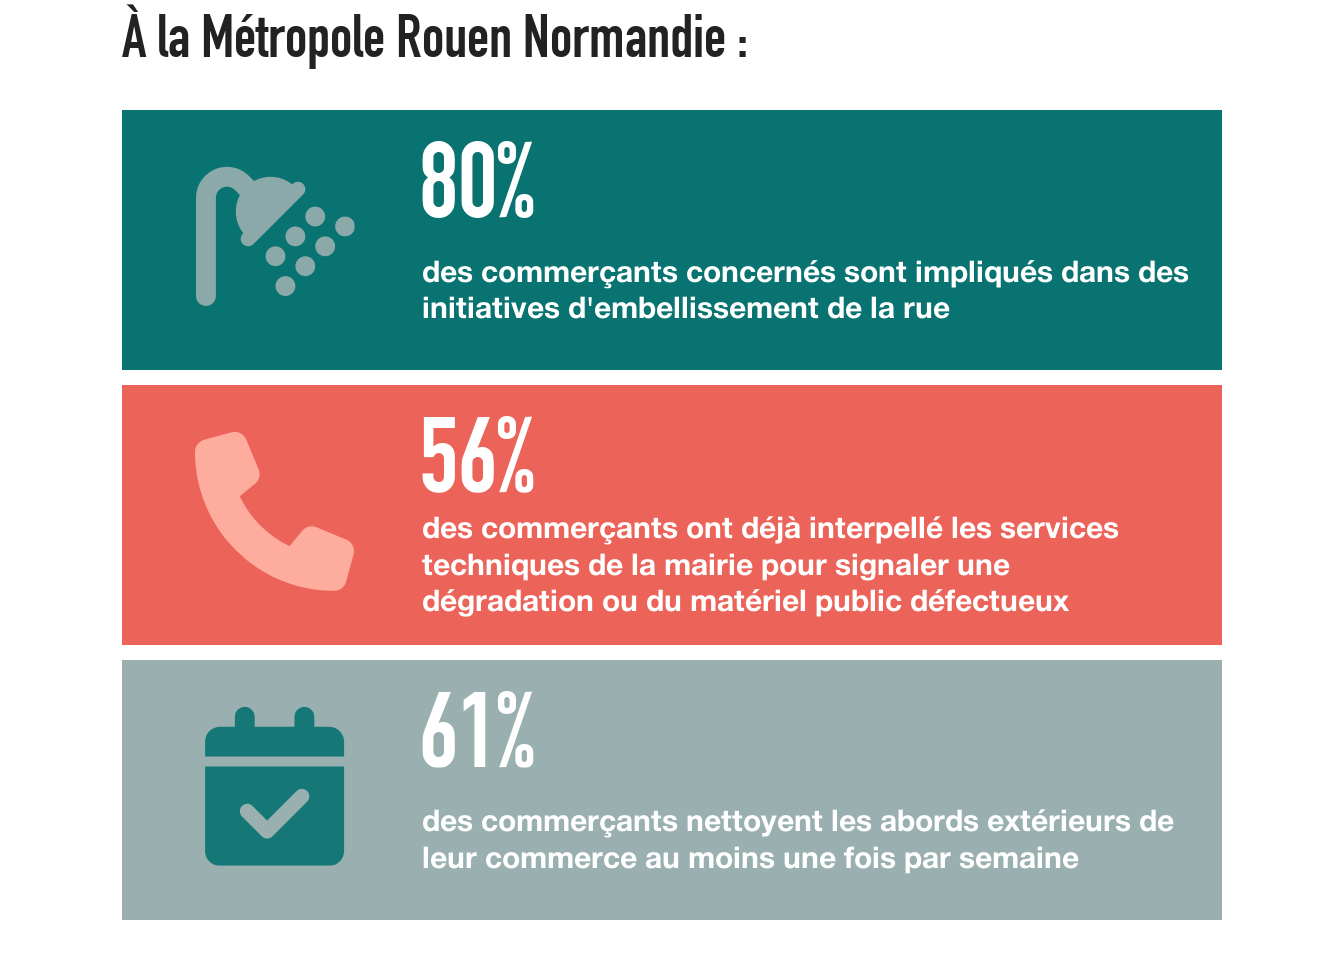 À la Métropole Rouen Normandie :
80%
des commerçants concernés sont impliqués dans des
initiatives d'embellissement de la rue
56%
des commerçants ont déjà interpellé les services
techniques de la mairie pour signaler une
dégradation ou du matériel public défectueux
61%
des commerçants nettoyent les abords extérieurs de
leur commerce au moins une fois par semaine